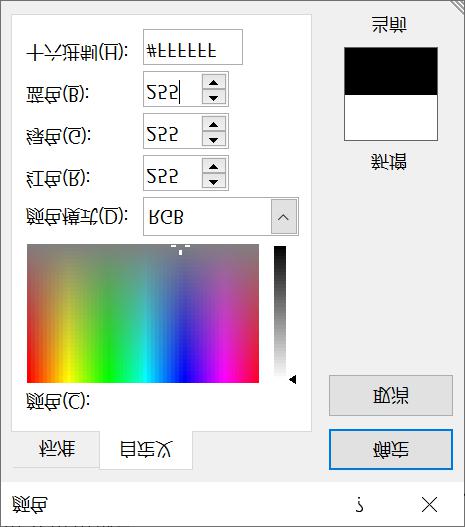 颜色 ?
标准 自定义
确定
取消
颜色(C):
颜色模式(D): RGB
红色(R): 255
绿色(G): 255
蓝色(B): 255
十六进制(H): #FFFFFF
新增
当前